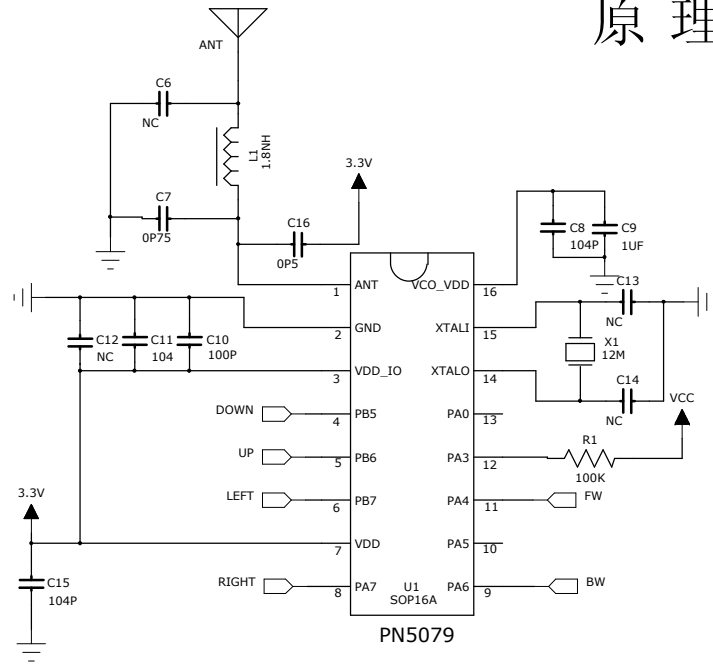 原 理
ANT
C6
NC
L1
1.8NH
3.3V
C7
0P75
C16
0P5
C8
104P
C9
1UF
1
ANT
VCO_VDD
16
C13
NC
2
GND
XTALI
15
C12
NC
C11
104
C10
100P
X1
12M
3
VDD_IO
XTALO
14
C14
NC
VCC
DOWN
4
PB5
PA0
13
R1
100K
UP
5
PB6
PA3
12
LEFT
6
PB7
PA4
11
FW
3.3V
7
VDD
PA5
10
C15
104P
RIGHT
8
PA7
U1
SOP16A
PA6
9
BW
PN5079